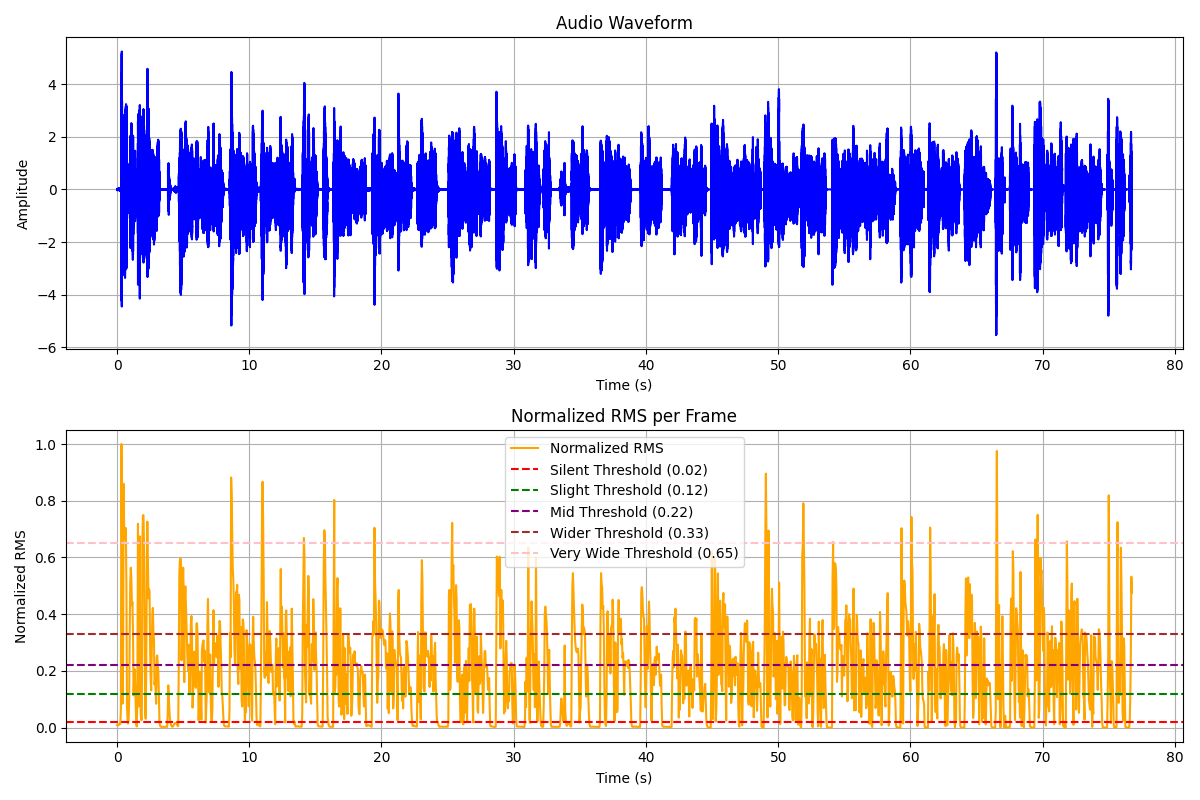 Audio Waveform
4
2
0
−2
−4
−6
Amplitude
0 10 20 30 40 50 60 70 80
Time (s)
Normalized RMS per Frame
1.0
0.8
0.6
0.4
0.2
0.0
Normalized RMS
Normalized RMS
Silent Threshold (0.02)
Slight Threshold (0.12)
Mid Threshold (0.22)
Wider Threshold (0.33)
Very Wide Threshold (0.65)
0 10 20 30 40 50 60 70 80
Time (s)